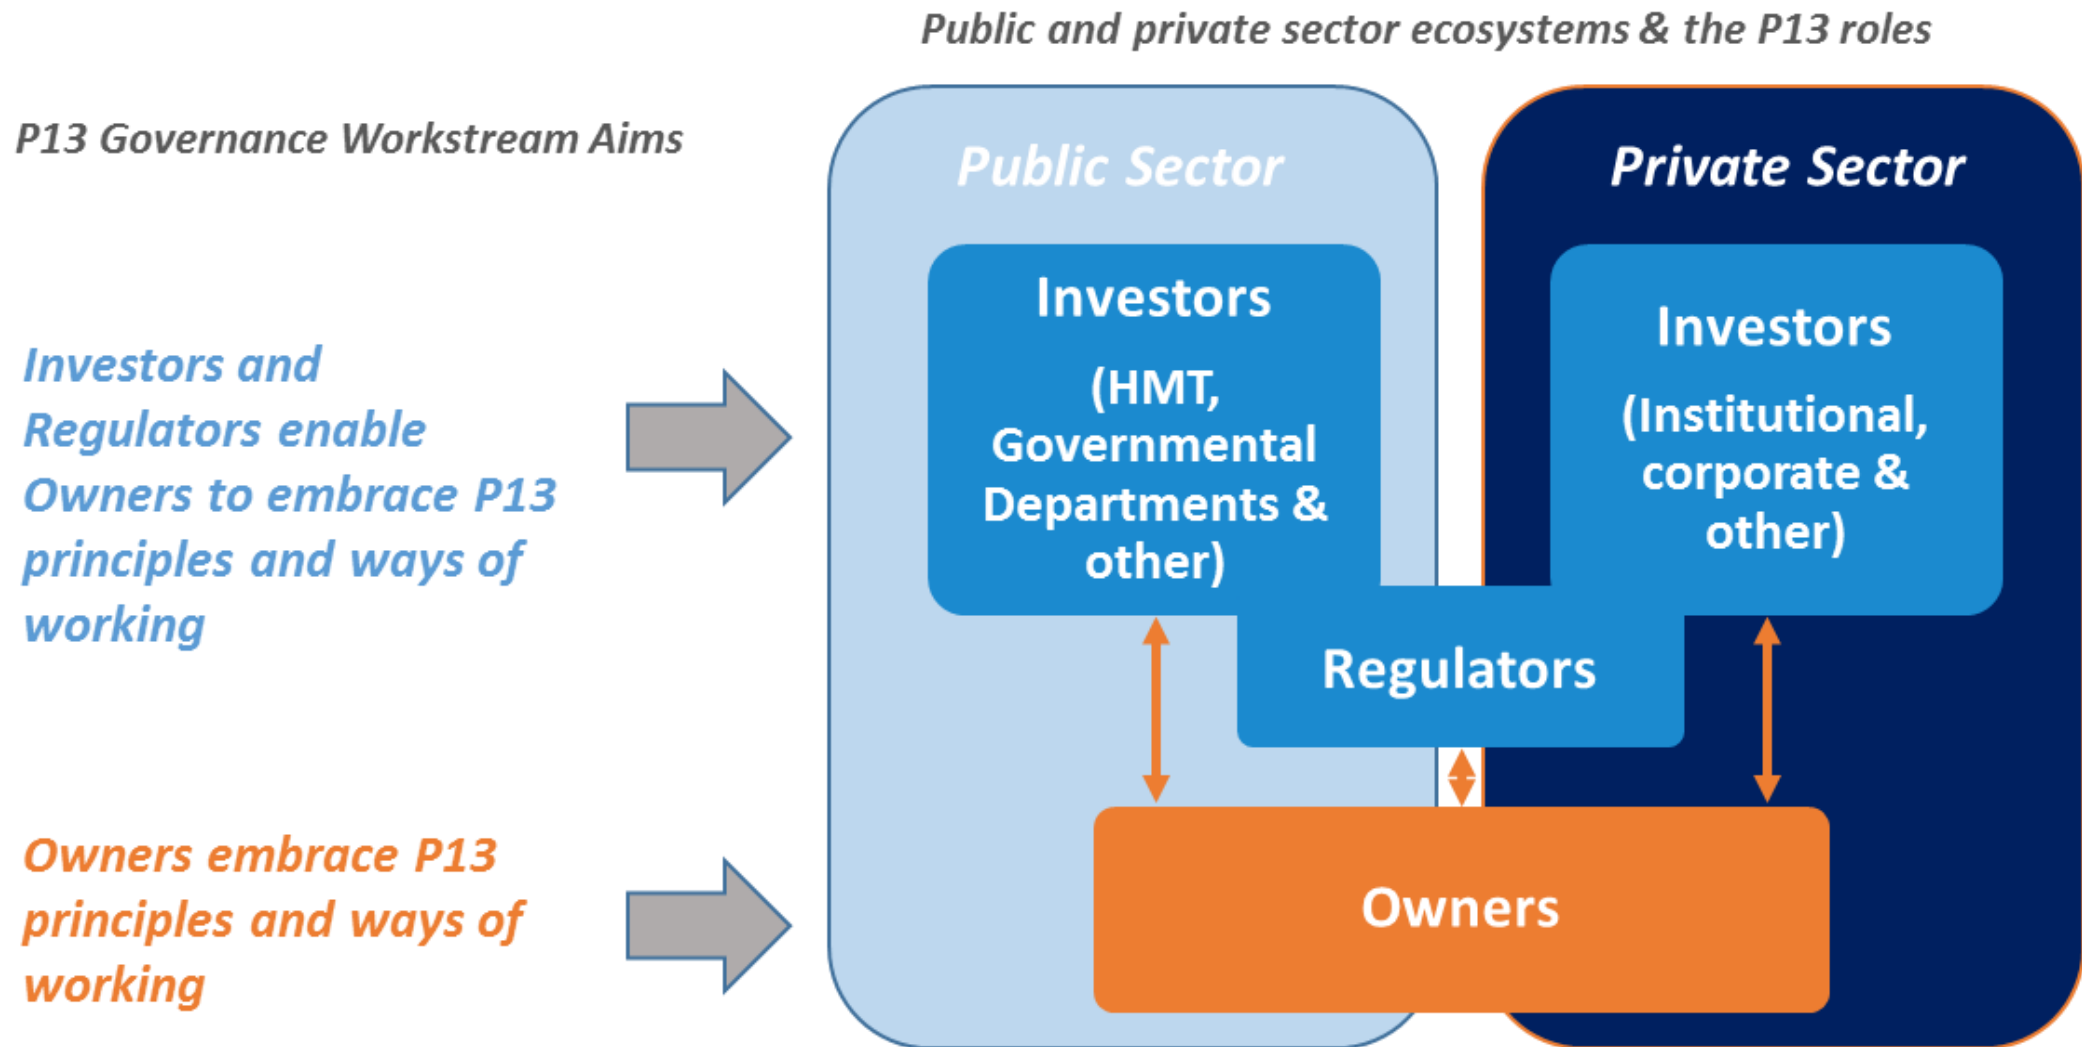 Public and private sector ecosystems & the P13 roles
P13 Governance Workstream Aims
Investors and
Regulators enable
Owners to embrace P13
principles and ways of
working
Owners embrace P13
principles and ways of
working
Public Sector
Investors
(HMT,
Governmental
Departments &
other)
Private Sector
Investors
(Institutional,
corporate &
other)
Regulators
Owners